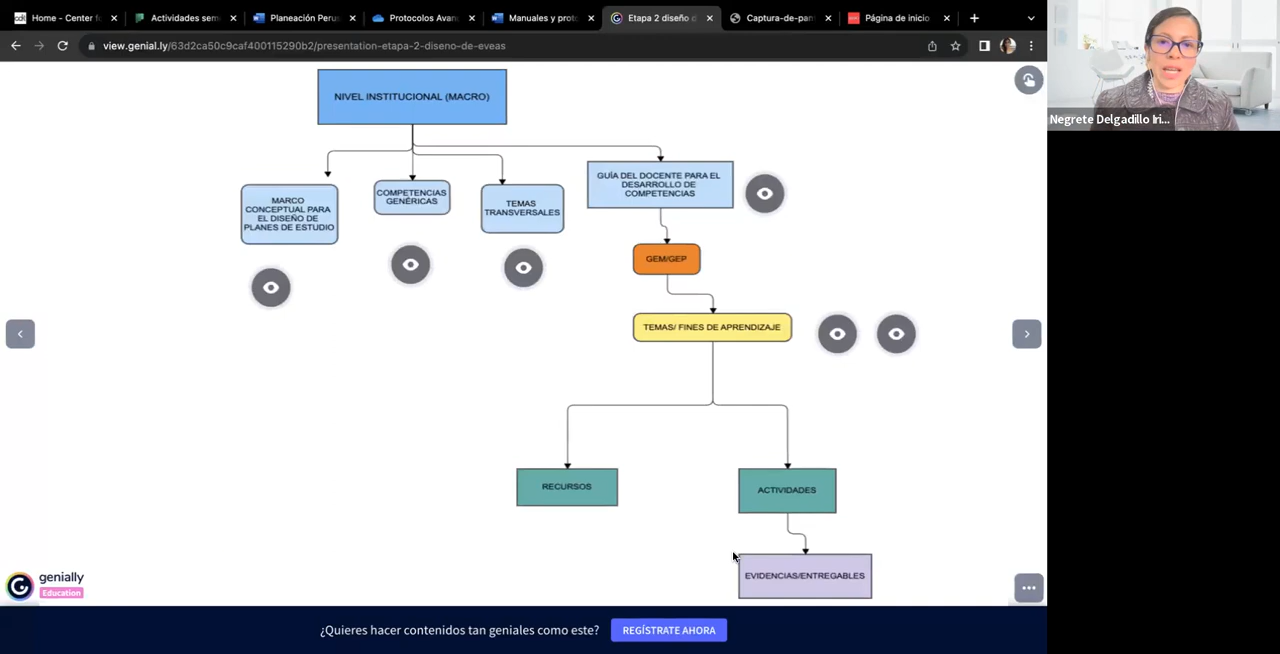 Home - Center f
Actividades sem
Planeación Perus
Protocolos Avan
Manuales y proto
Etapa 2 diseño d
Captura-de-pan
Página de inicio
view.genial.ly/63d2ca50c9caf400115290b2/presentation-etapa-2-diseno-de-eveas
Negrete Delgadillo Iri...
NIVEL INSTITUCIONAL (MACRO)
MARCO
CONCEPTUAL PARA
EL DISEÑO DE
PLANES DE ESTUDIO
COMPETENCIAS
GENÉRICAS
TEMAS
TRANSVERSALES
GUÍA DEL DOCENTE PARA EL
DESARROLLO DE
COMPETENCIAS
GEM/GEP
TEMAS/ FINES DE APRENDIZAJE
RECURSOS
ACTIVIDADES
EVIDENCIAS/ENTREGABLES
genially
Education
¿Quieres hacer contenidos tan geniales como este?
REGÍSTRATE AHORA